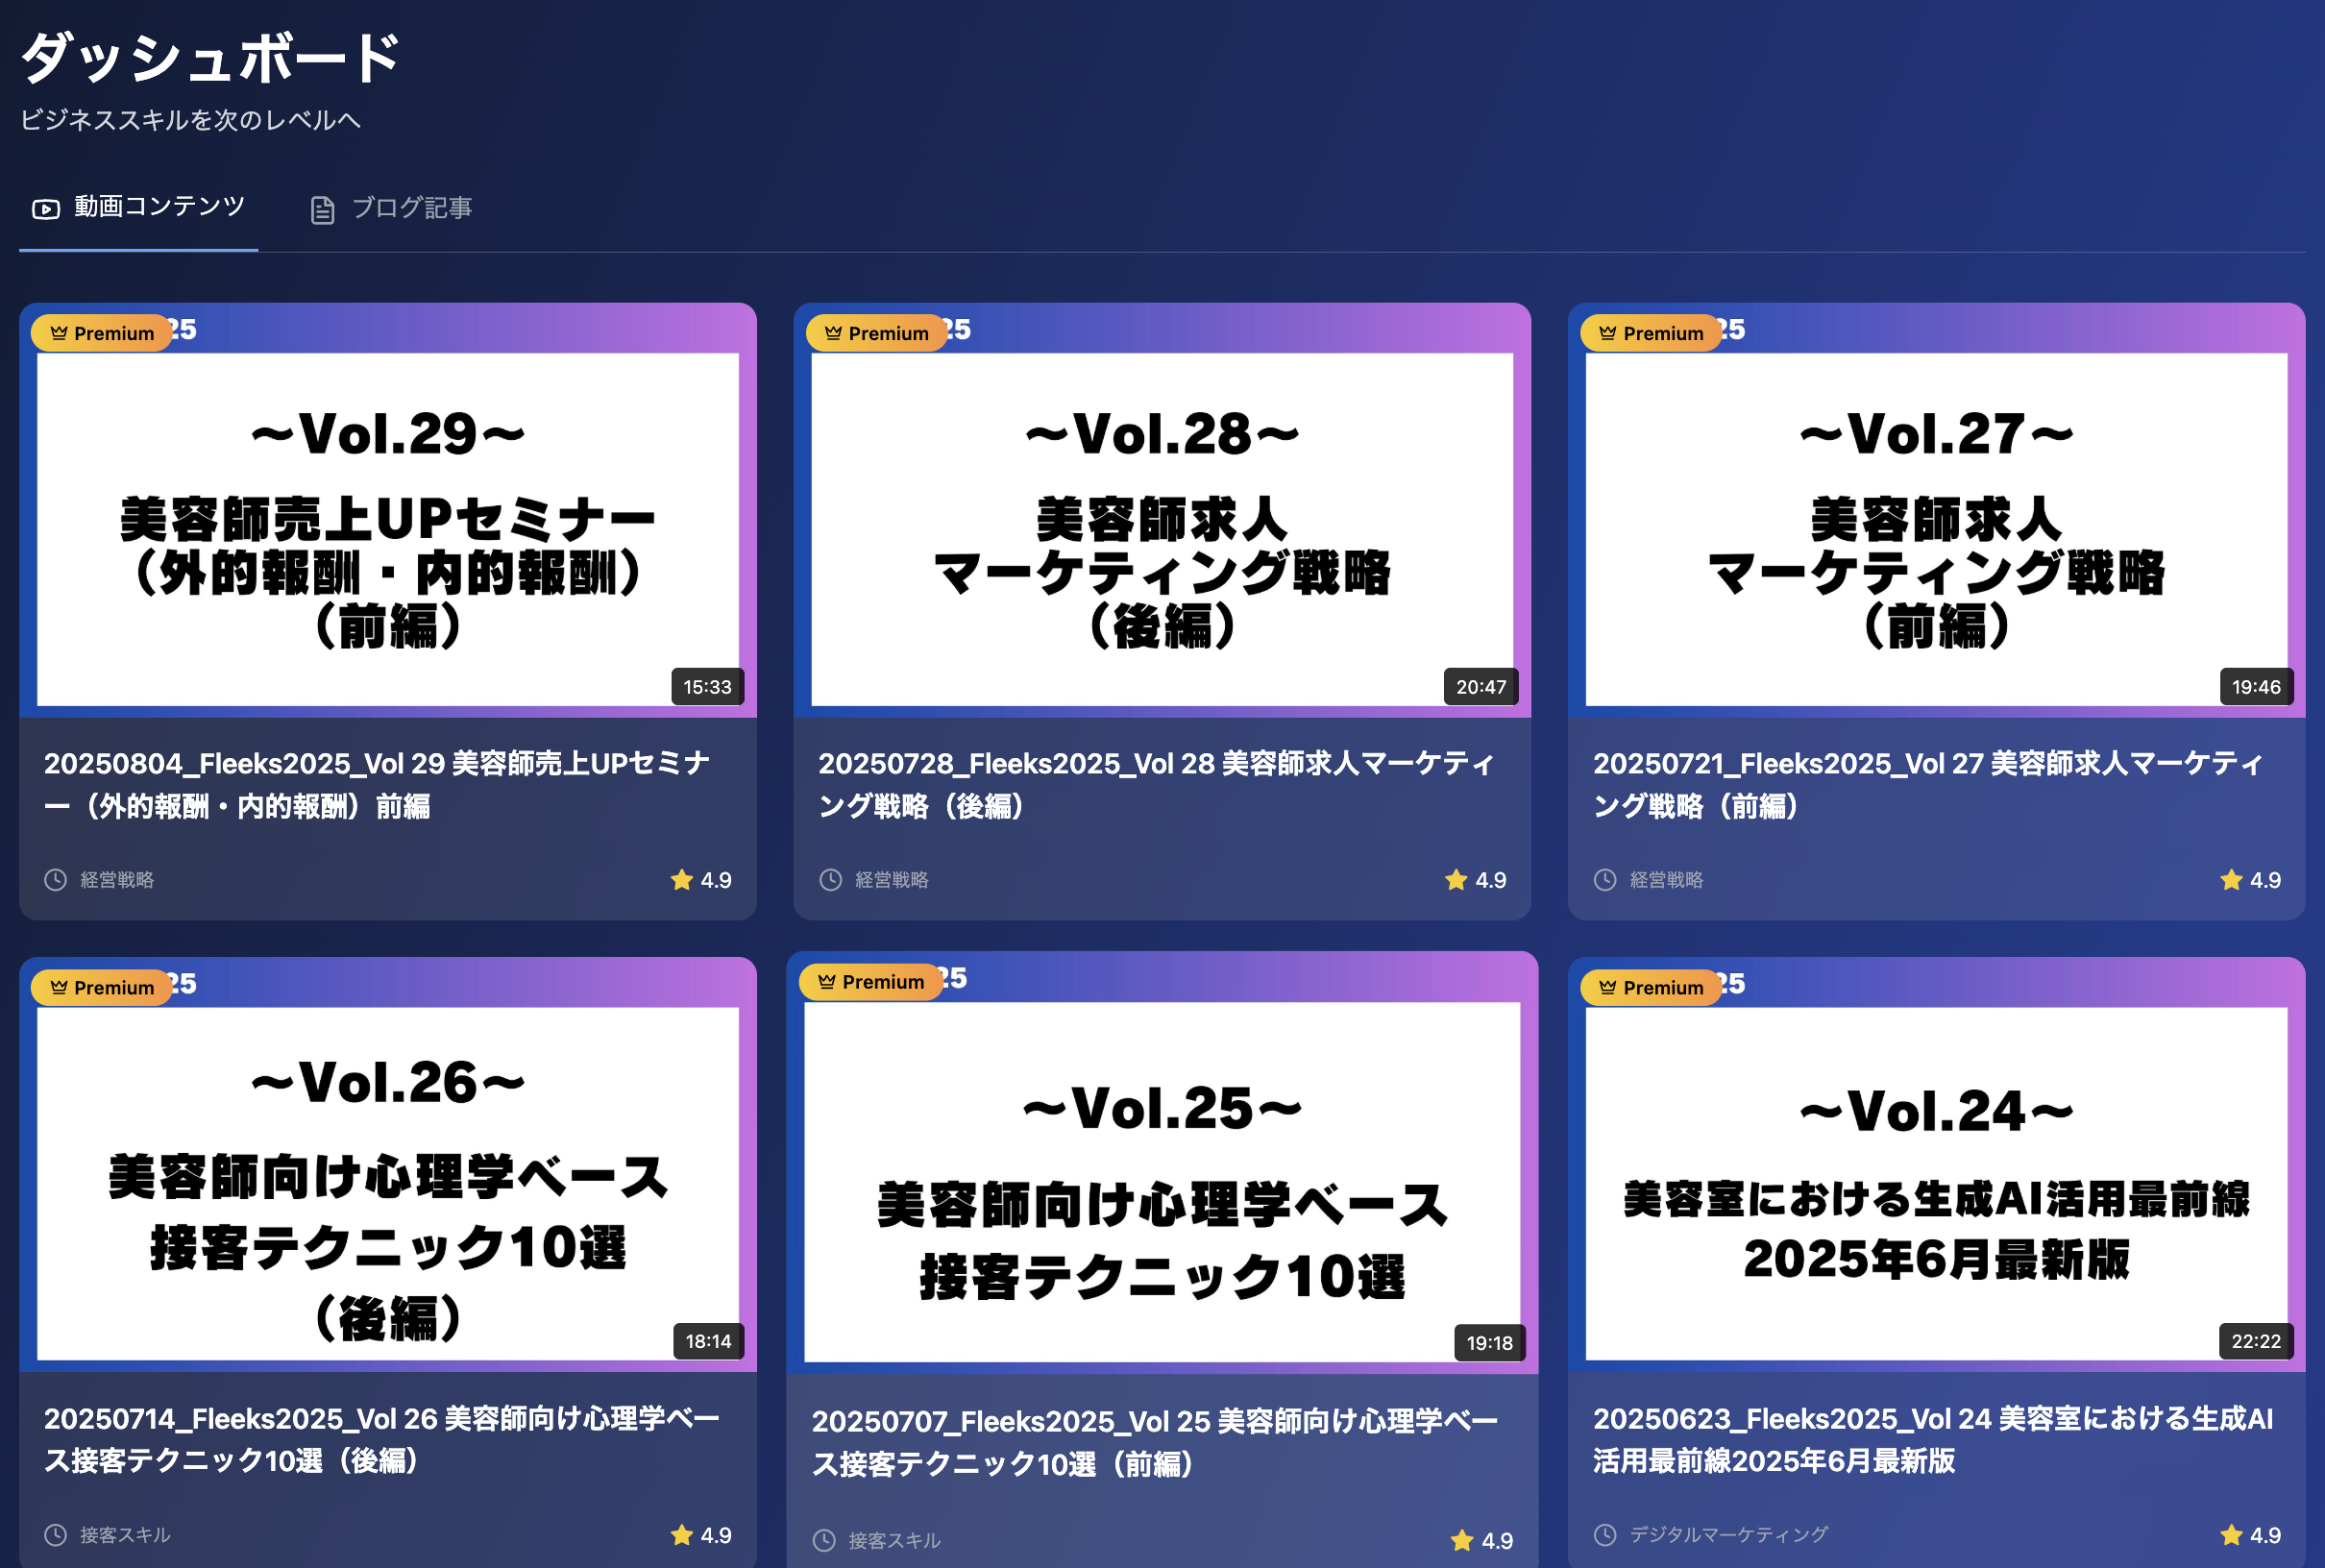 ダッシュボード
ビジネススキルを次のレベルへ
動画コンテンツ
ブログ記事
Premium
25
〜Vol.29〜
美容師売上UPセミナー
（外的報酬・内的報酬）
（前編）
15:33
20250804_Fleeks2025_Vol 29 美容師売上UPセミナ
ー（外的報酬・内的報酬）前編
経営戦略
4.9
Premium
25
〜Vol.28〜
美容師求人
マーケティング戦略
（後編）
20:47
20250728_Fleeks2025_Vol 28 美容師求人マーケティ
ング戦略（後編）
経営戦略
4.9
Premium
25
〜Vol.27〜
美容師求人
マーケティング戦略
（前編）
19:46
20250721_Fleeks2025_Vol 27 美容師求人マーケティ
ング戦略（前編）
経営戦略
4.9
Premium
25
〜Vol.26〜
美容師向け心理学ベース
接客テクニック10選
（後編）
18:14
20250714_Fleeks2025_Vol 26 美容師向け心理学ベー
ス接客テクニック10選（後編）
接客スキル
4.9
Premium
25
〜Vol.25〜
美容師向け心理学ベース
接客テクニック10選
19:18
20250707_Fleeks2025_Vol 25 美容師向け心理学ベー
ス接客テクニック10選（前編）
接客スキル
4.9
Premium
25
〜Vol.24〜
美容室における生成AI活用最前線
2025年6月最新版
22:22
20250623_Fleeks2025_Vol 24 美容室における生成AI
活用最前線2025年6月最新版
デジタルマーケティング
4.9